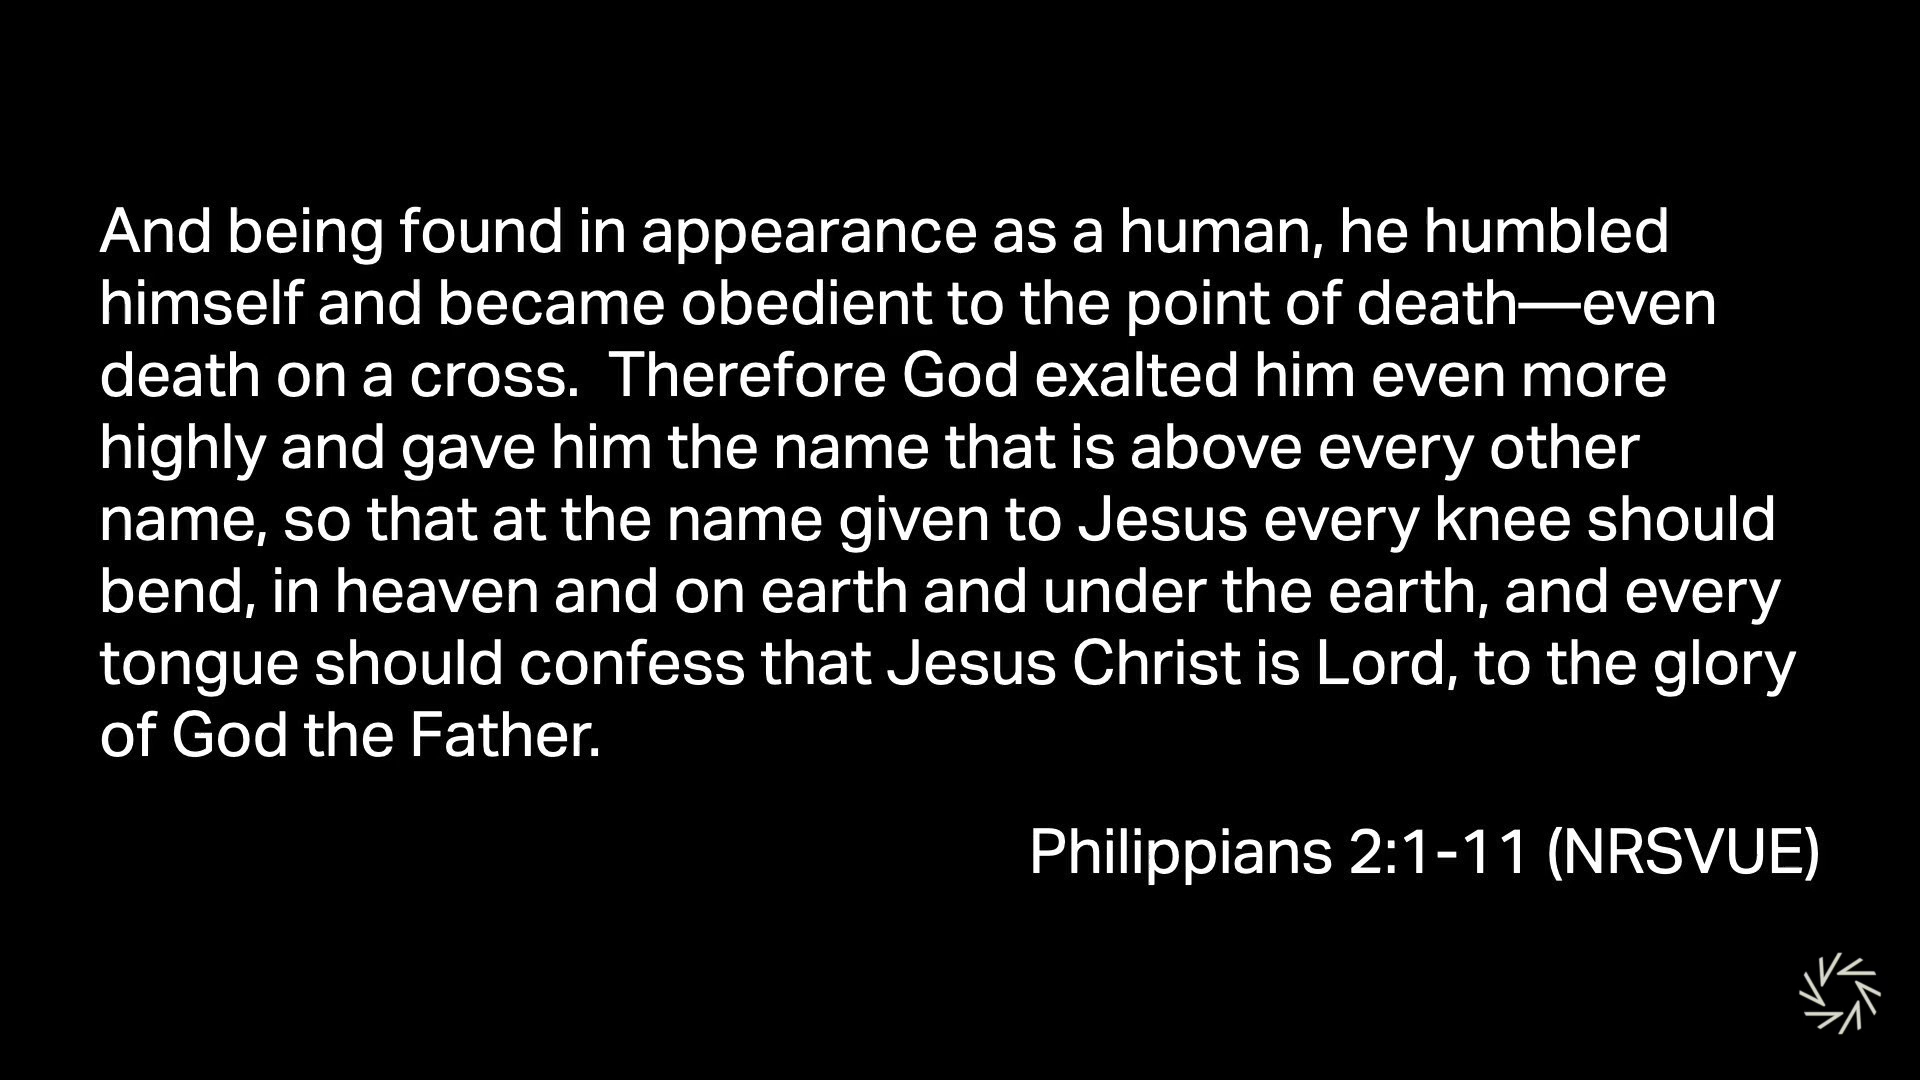 And being found in appearance as a human, he humbled
himself and became obedient to the point of death—even
death on a cross.  Therefore God exalted him even more
highly and gave him the name that is above every other
name, so that at the name given to Jesus every knee should
bend, in heaven and on earth and under the earth, and every
tongue should confess that Jesus Christ is Lord, to the glory
of God the Father.
Philippians 2:1-11 (NRSVUE)